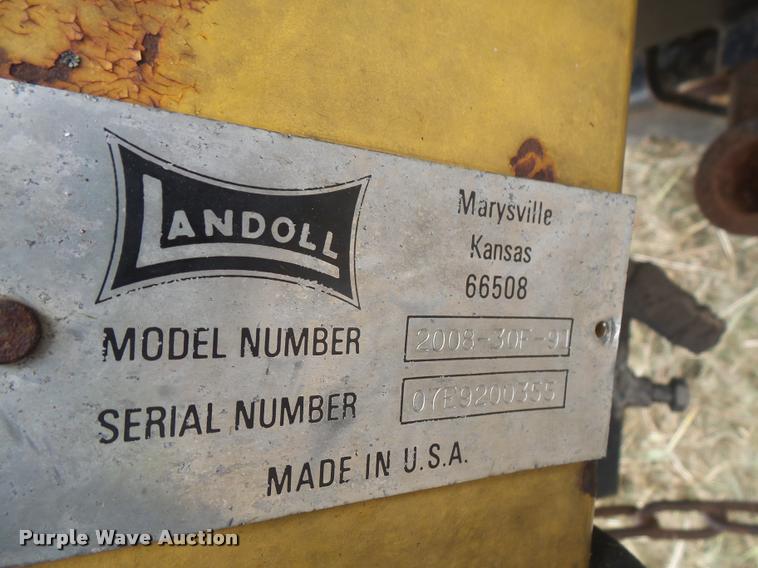 LANDOLL
Marysville
Kansas
66508
MODEL NUMBER 2008-30F-91
SERIAL NUMBER 07E9200355
MADE IN U.S.A.
Purple Wave Auction